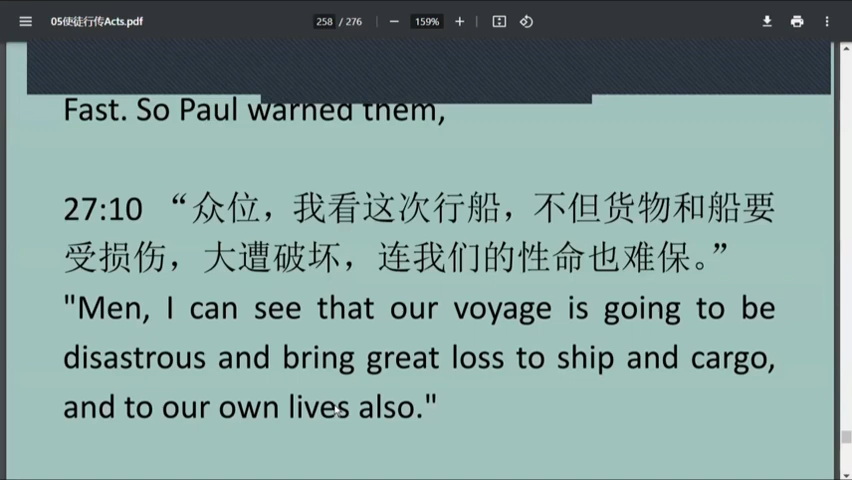 05使徒行传Acts.pdf
258 / 276
159%
Fast. So Paul warned them,
27:10 “众位，我看这次行船，不但货物和船要
受损伤，大遭破坏，连我们的性命也难保。”
"Men, I can see that our voyage is going to be
disastrous and bring great loss to ship and cargo,
and to our own lives also."